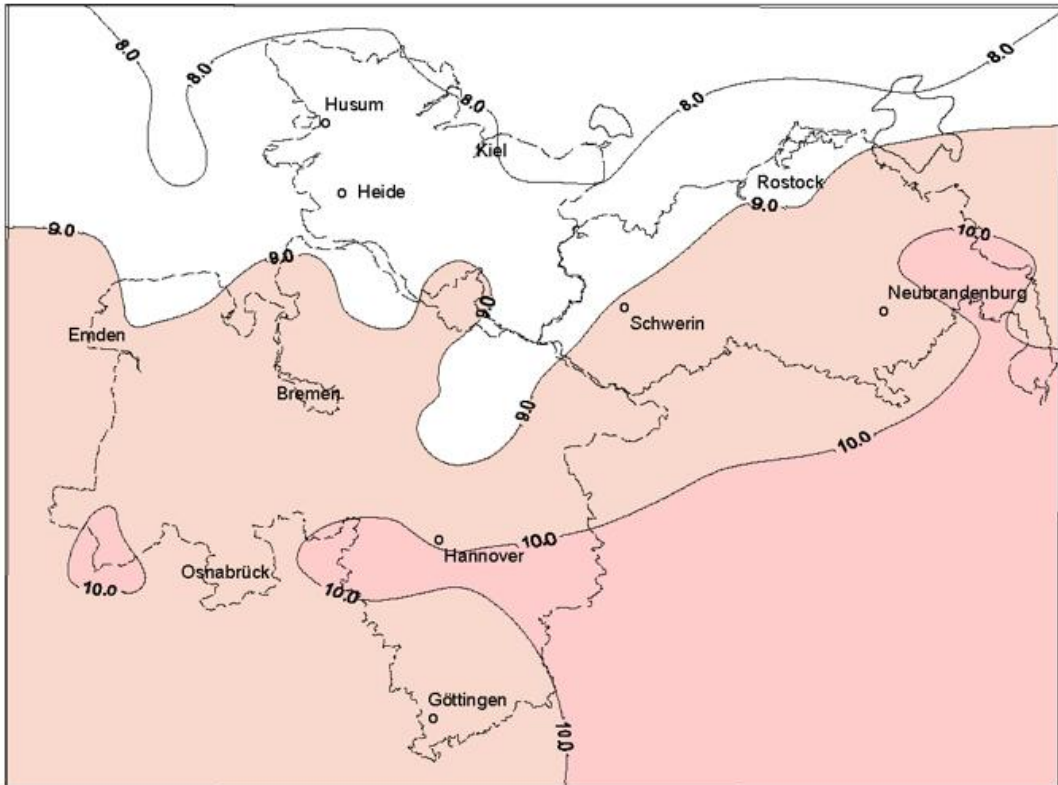 8.0
8.0
8.0
8.0
8.0
Husum
Kiel
Heide
Rostock
9.0
9.0
9.0
10.0
Neubrandenburg
9.0
Schwerin
Emden
Bremen
9.0
10.0
10.0
Hannover
Osnabrück
10.0
10.0
Göttingen
10.0